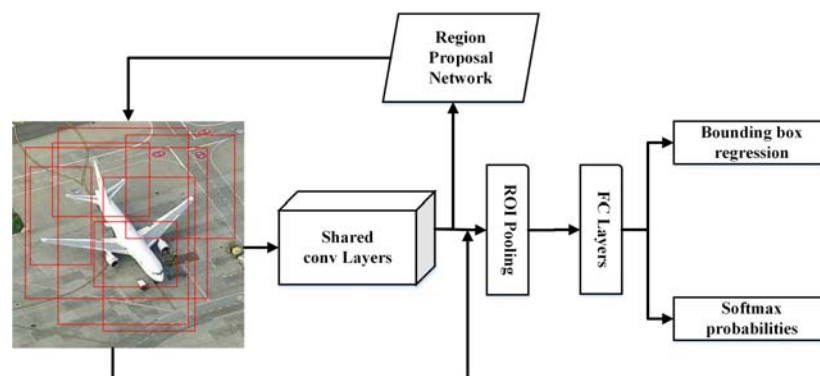 Region
Proposal
Network
Bounding box
regression
Shared
conv Layers
ROI Pooling
FC Layers
Softmax
probabilities